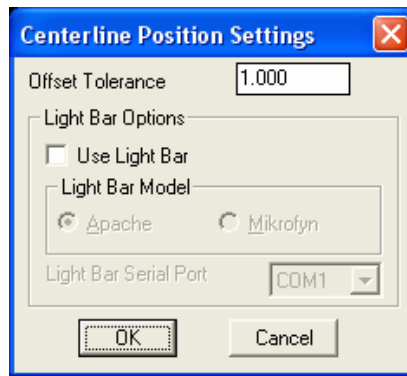 Centerline Position Settings
Offset Tolerance 1.000
Light Bar Options
Use Light Bar
Light Bar Model
Apache Mikrofyn
Light Bar Serial Port COM1
OK Cancel